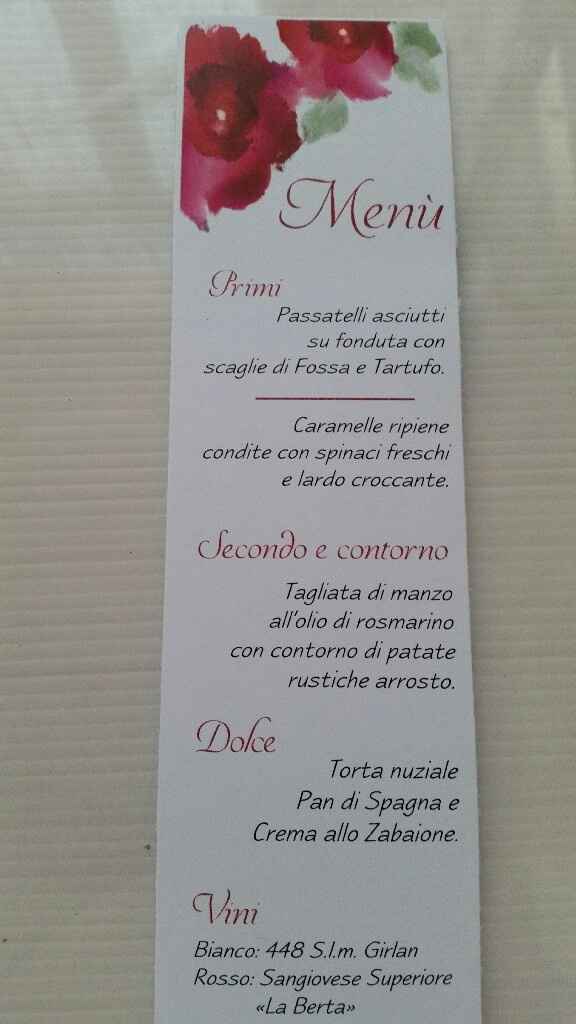 Menù
Primi
Passatelli asciutti
su fonduta con
scaglie di Fossa e Tartufo.
Caramelle ripiene
condite con spinaci freschi
e lardo croccante.
Secondo e contorno
Tagliata di manzo
all'olio di rosmarino
con contorno di patate
rustiche arrosto.
Dolce
Torta nuziale
Pan di Spagna e
Crema allo Zabaione.
Vini
Bianco: 448 S.l.m. Girlan
Rosso: Sangiovese Superiore
«La Berta»